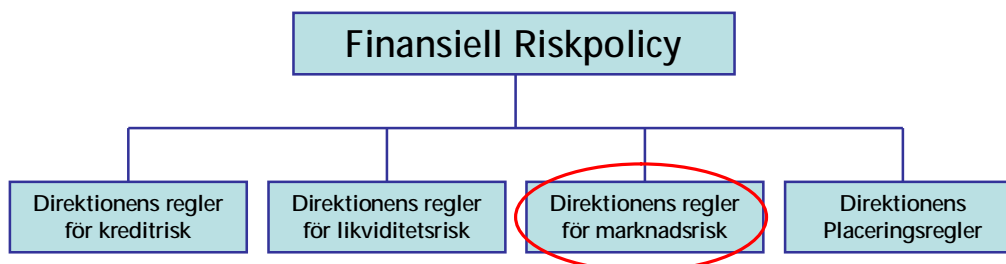 Finansiell Riskpolicy
Direktionens regler
för kreditrisk
Direktionens regler
för likviditetsrisk
Direktionens regler
för marknadsrisk
Direktionens
Placeringsregler